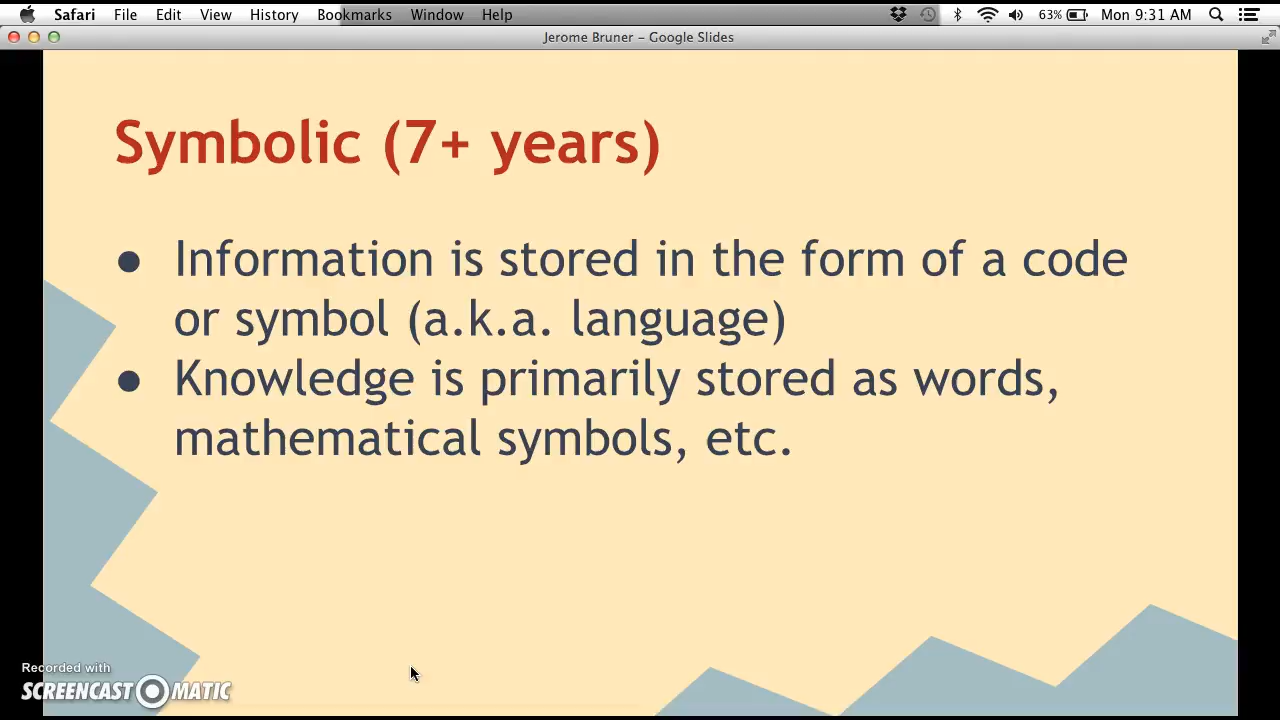 Safari File Edit View History Bookmarks Window Help 63% Mon 9:31 AM
Jerome Bruner – Google Slides
Symbolic (7+ years)
● Information is stored in the form of a code
or symbol (a.k.a. language)
● Knowledge is primarily stored as words,
mathematical symbols, etc.
Recorded with
SCREENCAST MATIC